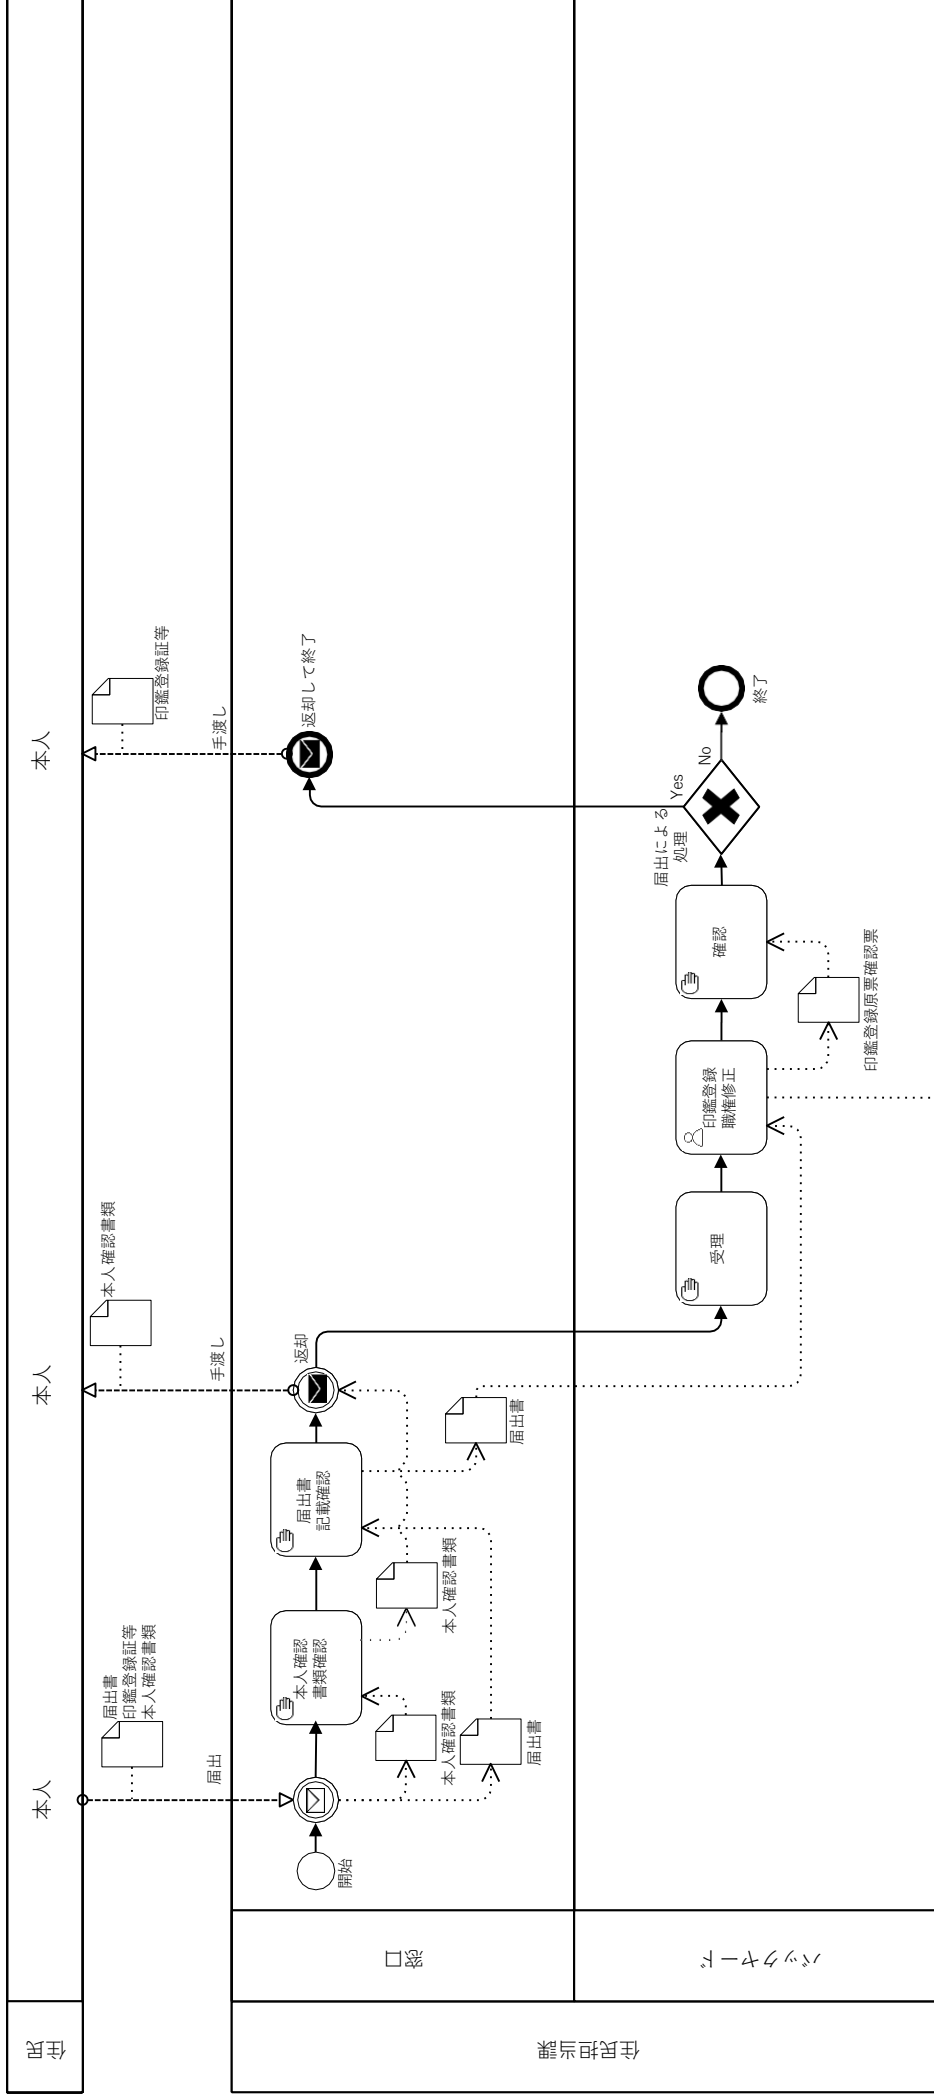 住民
本人
本人
本人
届出書
印鑑登録証等
本人確認書類
本人確認書類
印鑑登録証等
届出
手渡し
手渡し
住民担当課
窓口
開始
本人確認
書類確認
届出書
記載確認
返却
返却して終了
本人確認書類
届出書
本人確認書類
届出書
バックヤード
受理
印鑑登録
職権修正
確認
届出による
処理
Yes
No
終了
印鑑登録原票確認票